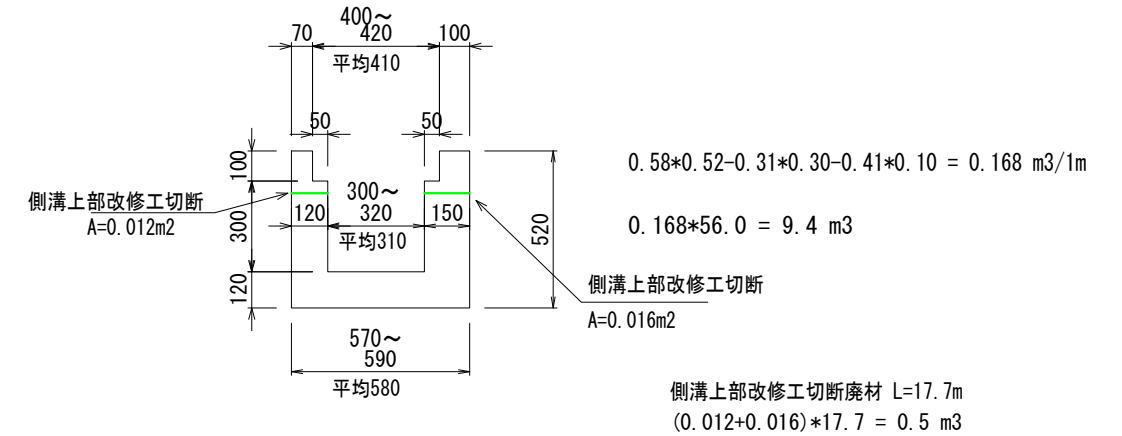 400～
70 420 100
平均410
50 50
100
0.58*0.52-0.31*0.30-0.41*0.10 = 0.168 m3/1m
側溝上部改修工切断
A=0.012m2
300～
120 320 150
平均310
300
520
0.168*56.0 = 9.4 m3
120
側溝上部改修工切断
A=0.016m2
570～
590
平均580
側溝上部改修工切断廃材 L=17.7m
(0.012+0.016)*17.7 = 0.5 m3